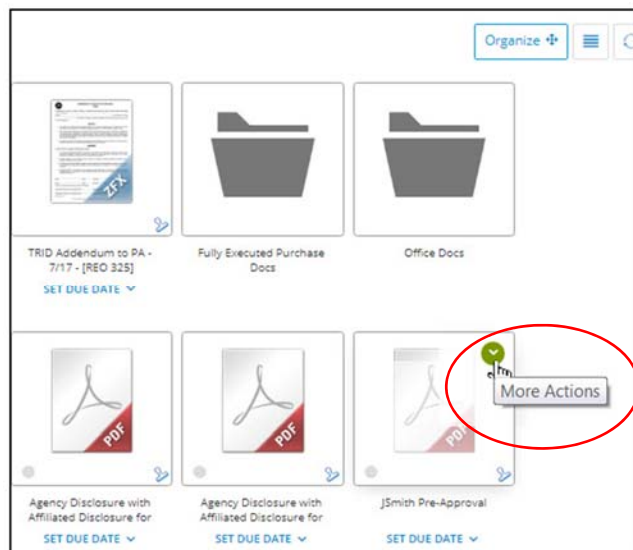 Organize
ZFX
TRID Addendum to PA -
7/17 - [REO 325]
SET DUE DATE
Fully Executed Purchase
Docs
Office Docs
PDF
PDF
PDF
More Actions
Agency Disclosure with
Affiliated Disclosure for
SET DUE DATE
Agency Disclosure with
Affiliated Disclosure for
SET DUE DATE
JSmith Pre-Approval
SET DUE DATE